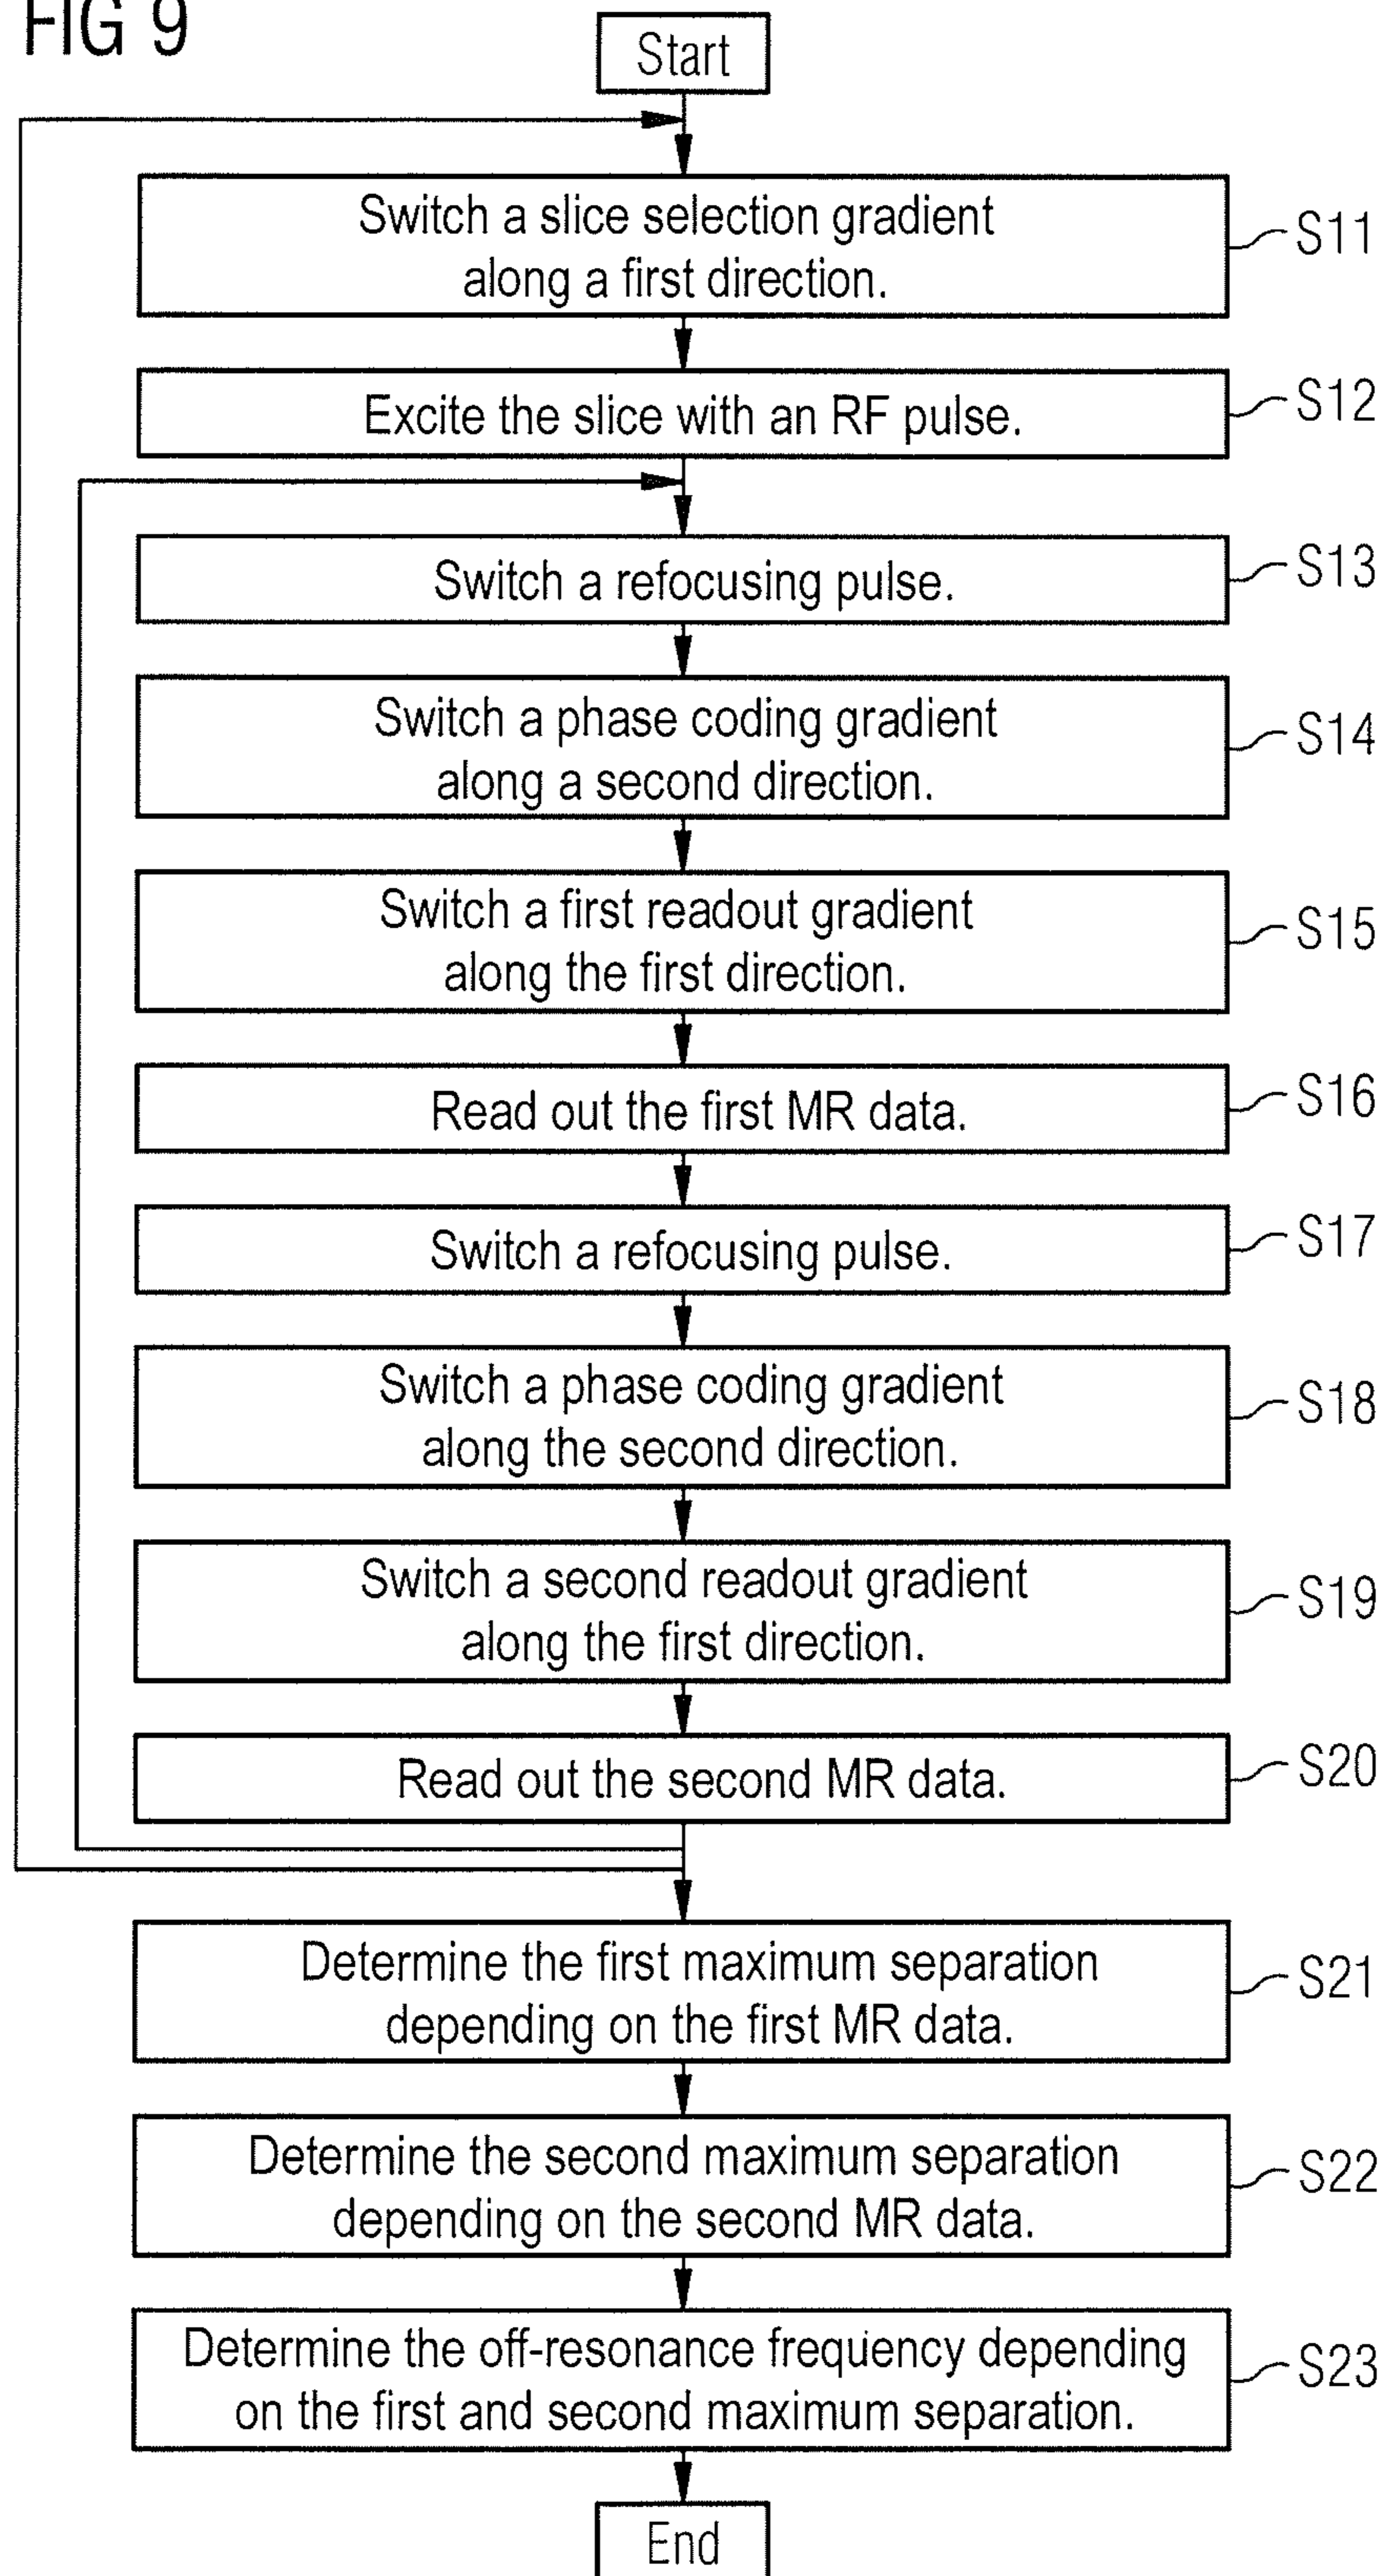 FIG 9
Start
Switch a slice selection gradient
along a first direction.
S11
Excite the slice with an RF pulse.
S12
Switch a refocusing pulse.
S13
Switch a phase coding gradient
along a second direction.
S14
Switch a first readout gradient
along the first direction.
S15
Read out the first MR data.
S16
Switch a refocusing pulse.
S17
Switch a phase coding gradient
along the second direction.
S18
Switch a second readout gradient
along the first direction.
S19
Read out the second MR data.
S20
Determine the first maximum separation
depending on the first MR data.
S21
Determine the second maximum separation
depending on the second MR data.
S22
Determine the off-resonance frequency depending
on the first and second maximum separation.
S23
End